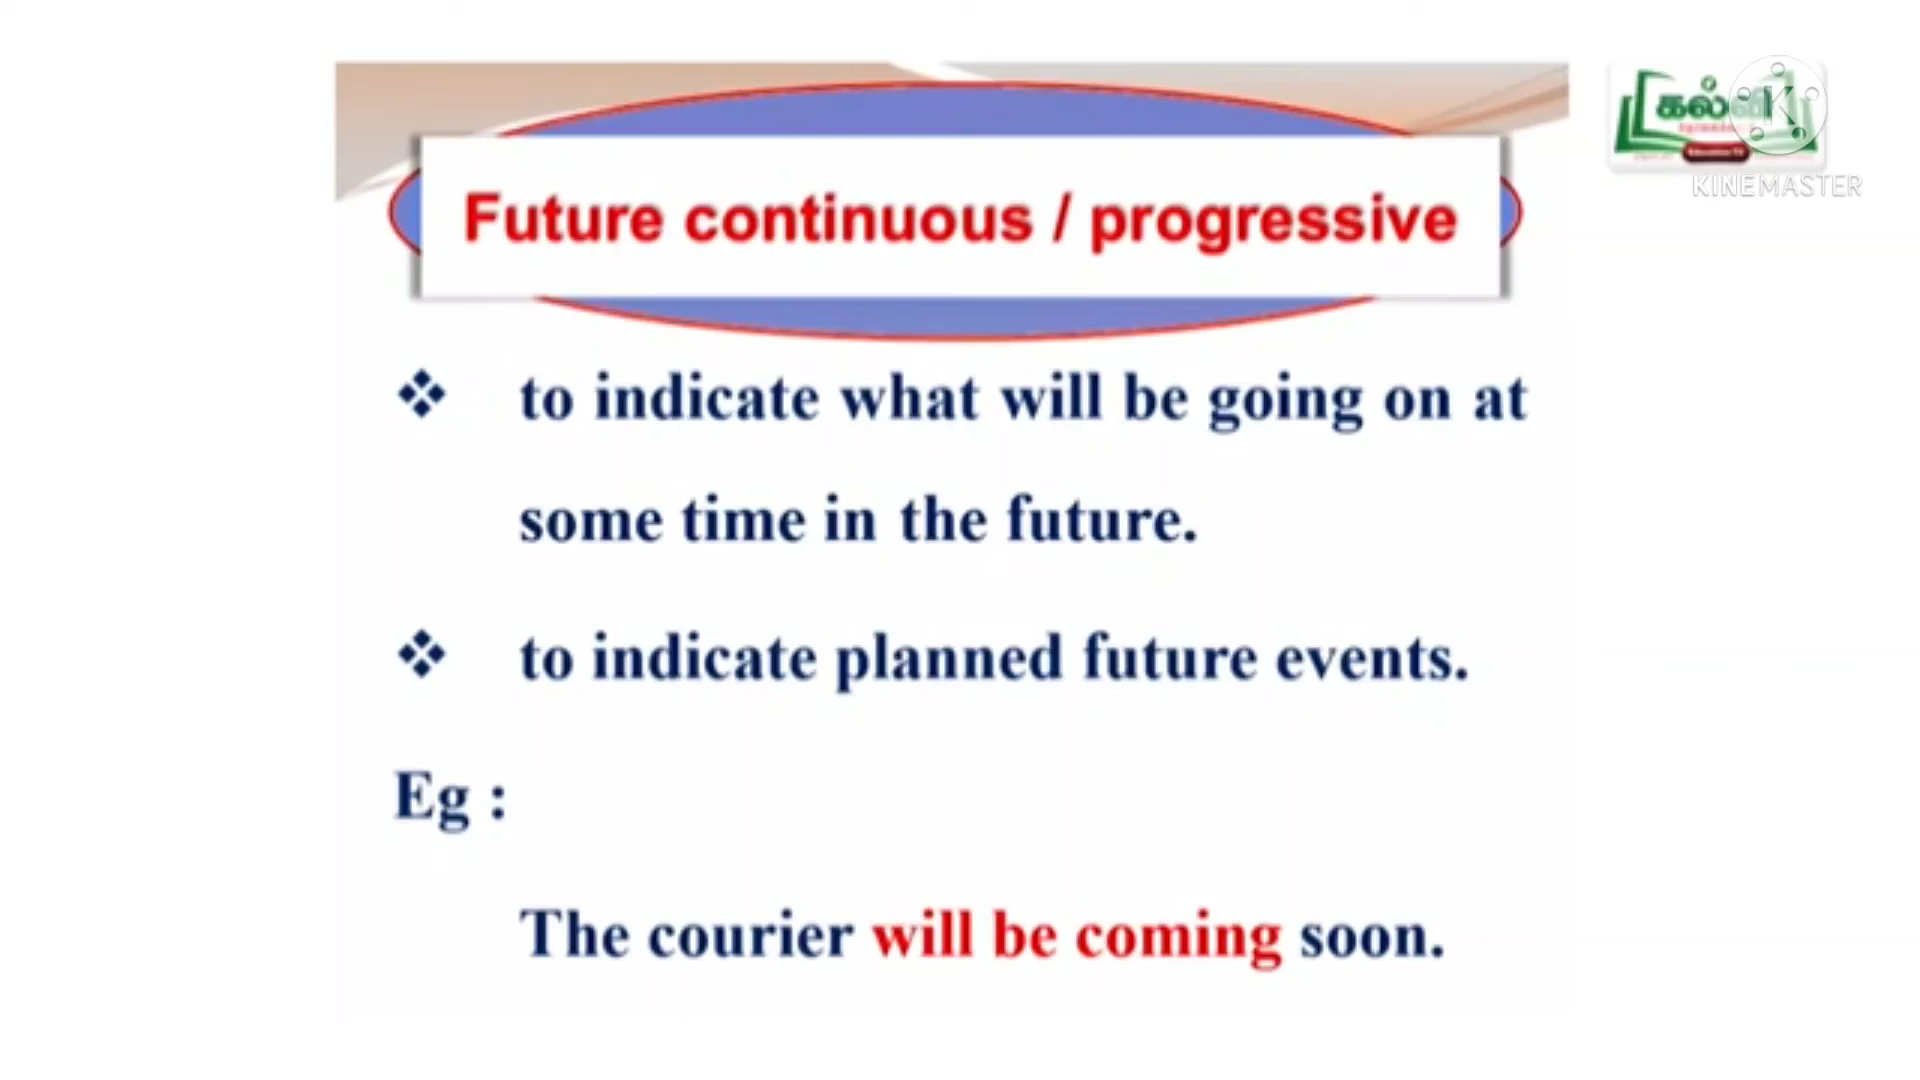 Future continuous / progressive
கல்வி
KINEMASTER
❖ to indicate what will be going on at
some time in the future.
❖ to indicate planned future events.
Eg :
The courier will be coming soon.